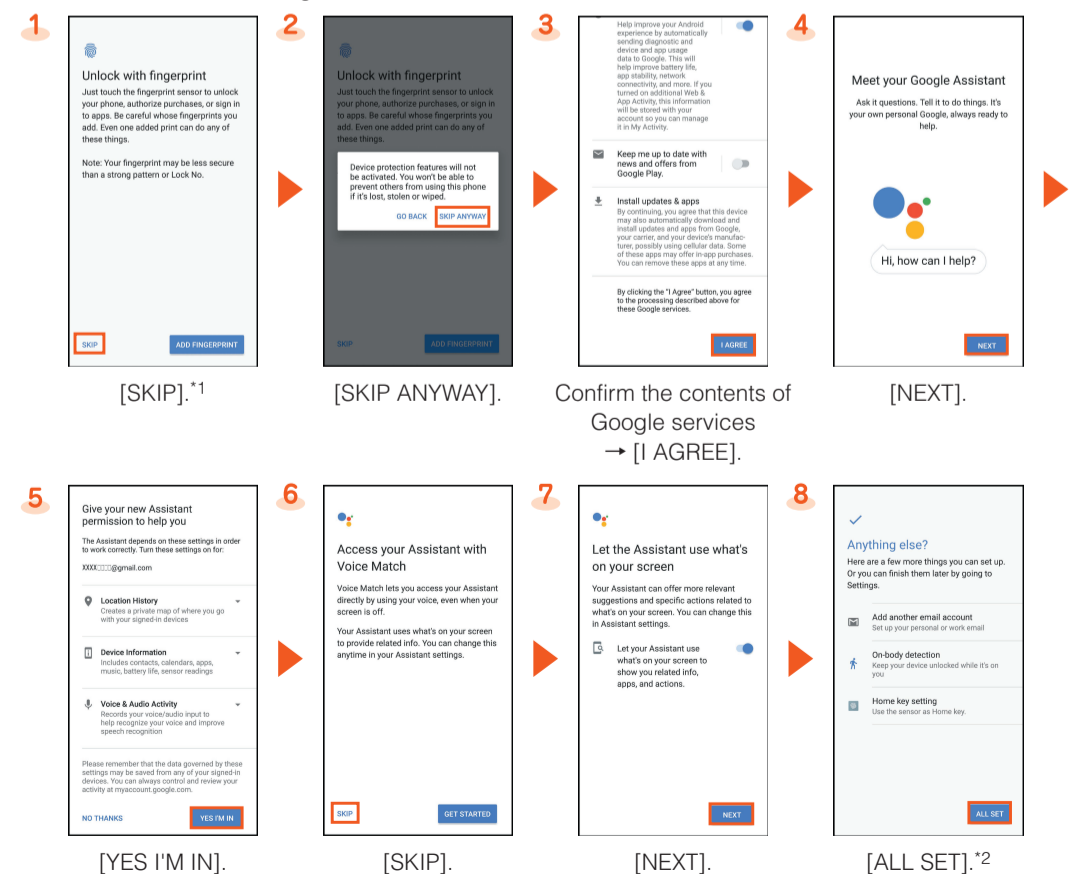 1
Unlock with fingerprint
Just touch the fingerprint sensor to unlock
your phone, authorize purchases, or sign in
to apps. Be careful whose fingerprints you
add. Even one added print can do any of
these things.
Note: Your fingerprint may be less secure
than a strong pattern or Lock No.
SKIP
ADD FINGERPRINT
[SKIP].*1
2
Unlock with fingerprint
Just touch the fingerprint sensor to unlock
your phone, authorize purchases, or sign in
to apps. Be careful whose fingerprints you
add. Even one added print can do any of
these things.
Device protection features will not
be activated. You won't be able to
prevent others from using this phone
if it's lost, stolen or wiped.
GO BACK SKIP ANYWAY
SKIP
ADD FINGERPRINT
[SKIP ANYWAY].
3
Help improve your Android
experience by automatically
sending diagnostic and
device and app usage
data to Google. This will
help improve battery life,
app stability, network
connectivity, and more. If you
turned on additional Web &
App Activity, this information
will be stored with your
account so you can manage
it in My Activity.
Keep me up to date with
news and offers from
Google Play.
Install updates & apps
By continuing, you agree that this device
may also automatically download and
install updates and apps from Google,
your carrier, and your device's manufac-
turer, possibly using cellular data. Some
of these apps may offer in-app purchases.
You can remove these apps at any time.
By clicking the "I Agree" button, you agree
to the processing described above for
these Google services.
I AGREE
Confirm the contents of
Google services
→ [I AGREE].
4
Meet your Google Assistant
Ask it questions. Tell it to do things. It's
your own personal Google, always ready to
help.
Hi, how can I help?
NEXT
[NEXT].
5
Give your new Assistant
permission to help you
The Assistant depends on these settings in order
to work correctly. Turn these settings on for:
XXXX□□□□@gmail.com
Location History
Creates a private map of where you go
with your signed-in devices
Device Information
Includes contacts, calendars, apps,
music, battery life, sensor readings
Voice & Audio Activity
Records your voice/audio input to
help recognize your voice and improve
speech recognition
Please remember that the data governed by these
settings may be saved from any of your signed-in
devices. You can always control and review your
activity at myaccount.google.com.
NO THANKS
YES I'M IN
[YES I'M IN].
6
Access your Assistant with
Voice Match
Voice Match lets you access your Assistant
directly by using your voice, even when your
screen is off.
Your Assistant uses what's on your screen
to provide related info. You can change this
anytime in your Assistant settings.
SKIP
GET STARTED
[SKIP].
7
Let the Assistant use what's
on your screen
Your Assistant can offer more relevant
suggestions and specific actions related to
what's on your screen. You can change this
in Assistant settings.
Let your Assistant use
what's on your screen to
show you related info,
apps, and actions.
NEXT
[NEXT].
8
Anything else?
Here are a few more things you can set up.
Or you can finish them later by going to
Settings.
Add another email account
Set up your personal or work email
On-body detection
Keep your device unlocked while it's on
you
Home key setting
Use the sensor as Home key.
ALL SET
[ALL SET].*2